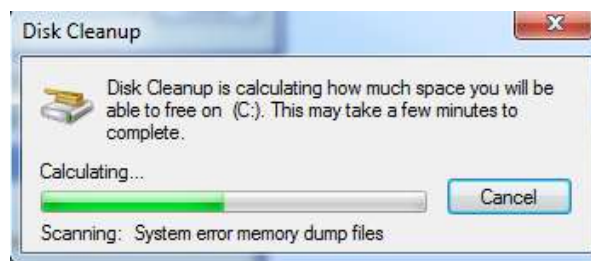 Disk Cleanup
Disk Cleanup is calculating how much space you will be
able to free on  (C:). This may take a few minutes to
complete.
Calculating...
Cancel
Scanning:  System error memory dump files